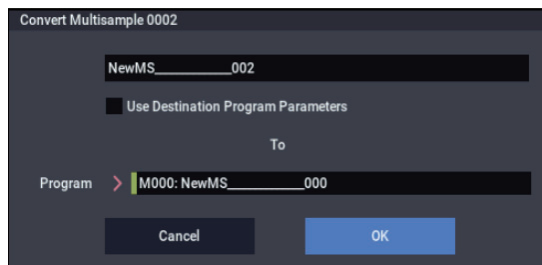 Convert Multisample 0002
NewMS___________002
Use Destination Program Parameters
To
Program > M000: NewMS___________000
Cancel OK